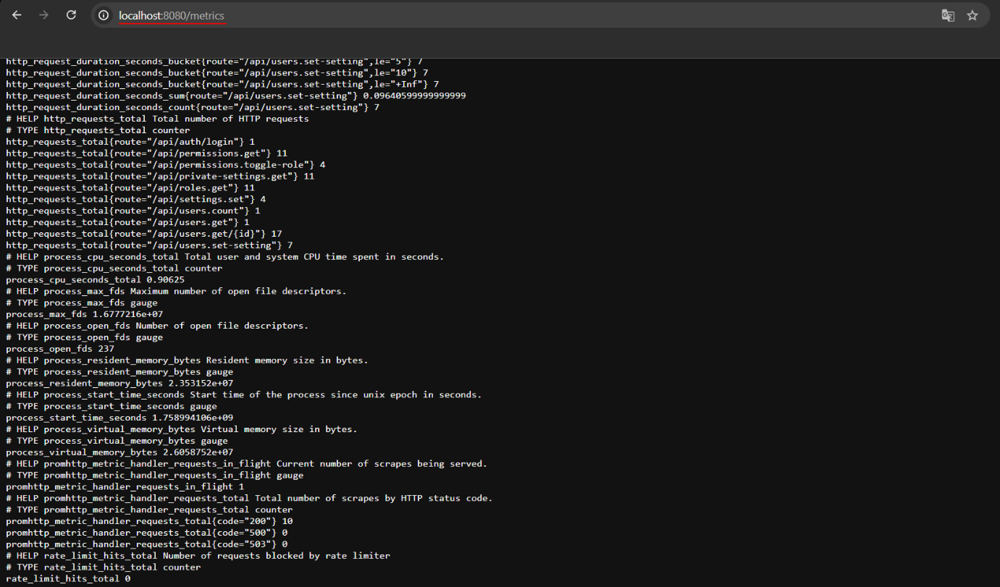 localhost:8080/metrics
http_request_duration_seconds_bucket{route="/api/users.set-setting",le="5"} 7
http_request_duration_seconds_bucket{route="/api/users.set-setting",le="10"} 7
http_request_duration_seconds_bucket{route="/api/users.set-setting",le="+Inf"} 7
http_request_duration_seconds_sum{route="/api/users.set-setting"} 0.09640599999999999
http_request_duration_seconds_count{route="/api/users.set-setting"} 7
# HELP http_requests_total Total number of HTTP requests
# TYPE http_requests_total counter
http_requests_total{route="/api/auth/login"} 1
http_requests_total{route="/api/permissions.get"} 11
http_requests_total{route="/api/permissions.toggle-role"} 4
http_requests_total{route="/api/private-settings.get"} 11
http_requests_total{route="/api/roles.get"} 11
http_requests_total{route="/api/settings.set"} 4
http_requests_total{route="/api/users.count"} 1
http_requests_total{route="/api/users.get"} 1
http_requests_total{route="/api/users.get/{id}"} 17
http_requests_total{route="/api/users.set-setting"} 7
# HELP process_cpu_seconds_total Total user and system CPU time spent in seconds.
# TYPE process_cpu_seconds_total counter
process_cpu_seconds_total 0.90625
# HELP process_max_fds Maximum number of open file descriptors.
# TYPE process_max_fds gauge
process_max_fds 1.6777216e+07
# HELP process_open_fds Number of open file descriptors.
# TYPE process_open_fds gauge
process_open_fds 237
# HELP process_resident_memory_bytes Resident memory size in bytes.
# TYPE process_resident_memory_bytes gauge
process_resident_memory_bytes 2.353152e+07
# HELP process_start_time_seconds Start time of the process since unix epoch in seconds.
# TYPE process_start_time_seconds gauge
process_start_time_seconds 1.758994106e+09
# HELP process_virtual_memory_bytes Virtual memory size in bytes.
# TYPE process_virtual_memory_bytes gauge
process_virtual_memory_bytes 2.6058752e+07
# HELP promhttp_metric_handler_requests_in_flight Current number of scrapes being served.
# TYPE promhttp_metric_handler_requests_in_flight gauge
promhttp_metric_handler_requests_in_flight 1
# HELP promhttp_metric_handler_requests_total Total number of scrapes by HTTP status code.
# TYPE promhttp_metric_handler_requests_total counter
promhttp_metric_handler_requests_total{code="200"} 10
promhttp_metric_handler_requests_total{code="500"} 0
promhttp_metric_handler_requests_total{code="503"} 0
# HELP rate_limit_hits_total Number of requests blocked by rate limiter
# TYPE rate_limit_hits_total counter
rate_limit_hits_total 0